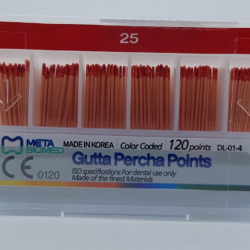 25
META BIOMED
MADE IN KOREA Color Coded 120 points DL-01-4
Gutta Percha Points
CE 0120
ISO specifications For dental use only
Made of the finest Materials